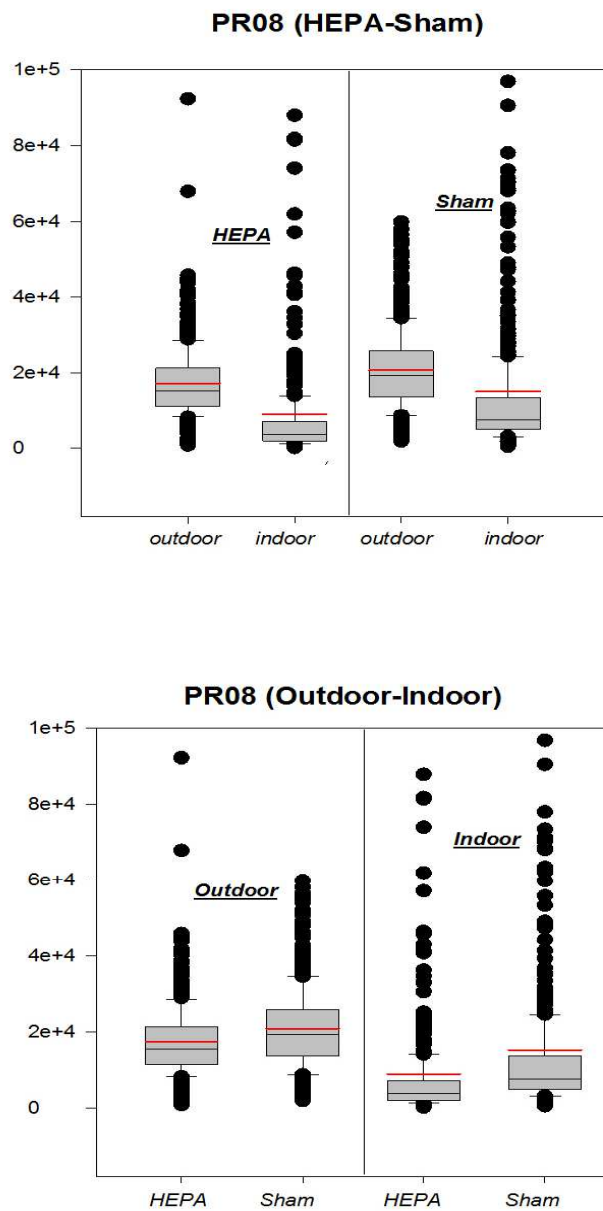 PR08 (HEPA-Sham)
1e+5
8e+4
6e+4
4e+4
2e+4
0
HEPA
Sham
outdoor indoor outdoor indoor
PR08 (Outdoor-Indoor)
1e+5
8e+4
6e+4
4e+4
2e+4
0
Outdoor
Indoor
HEPA Sham HEPA Sham